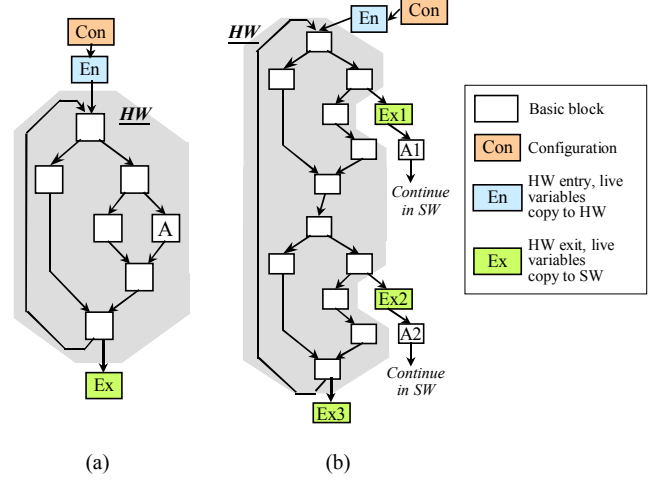 Con
En
HW
A
Ex
(a)
HW
En
Con
Ex1
A1
Continue
in SW
Ex2
A2
Continue
in SW
Ex3
(b)
Basic block
Con
Configuration
En
HW entry, live
variables
copy to HW
Ex
HW exit, live
variables
copy to SW